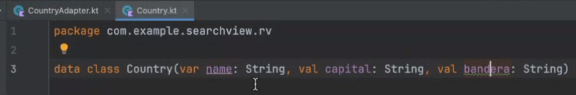 CountryAdapter.kt Country.kt
1 package com.example.searchview.rv
2
3 data class Country(var name: String, val capital: String, val bandera: String)